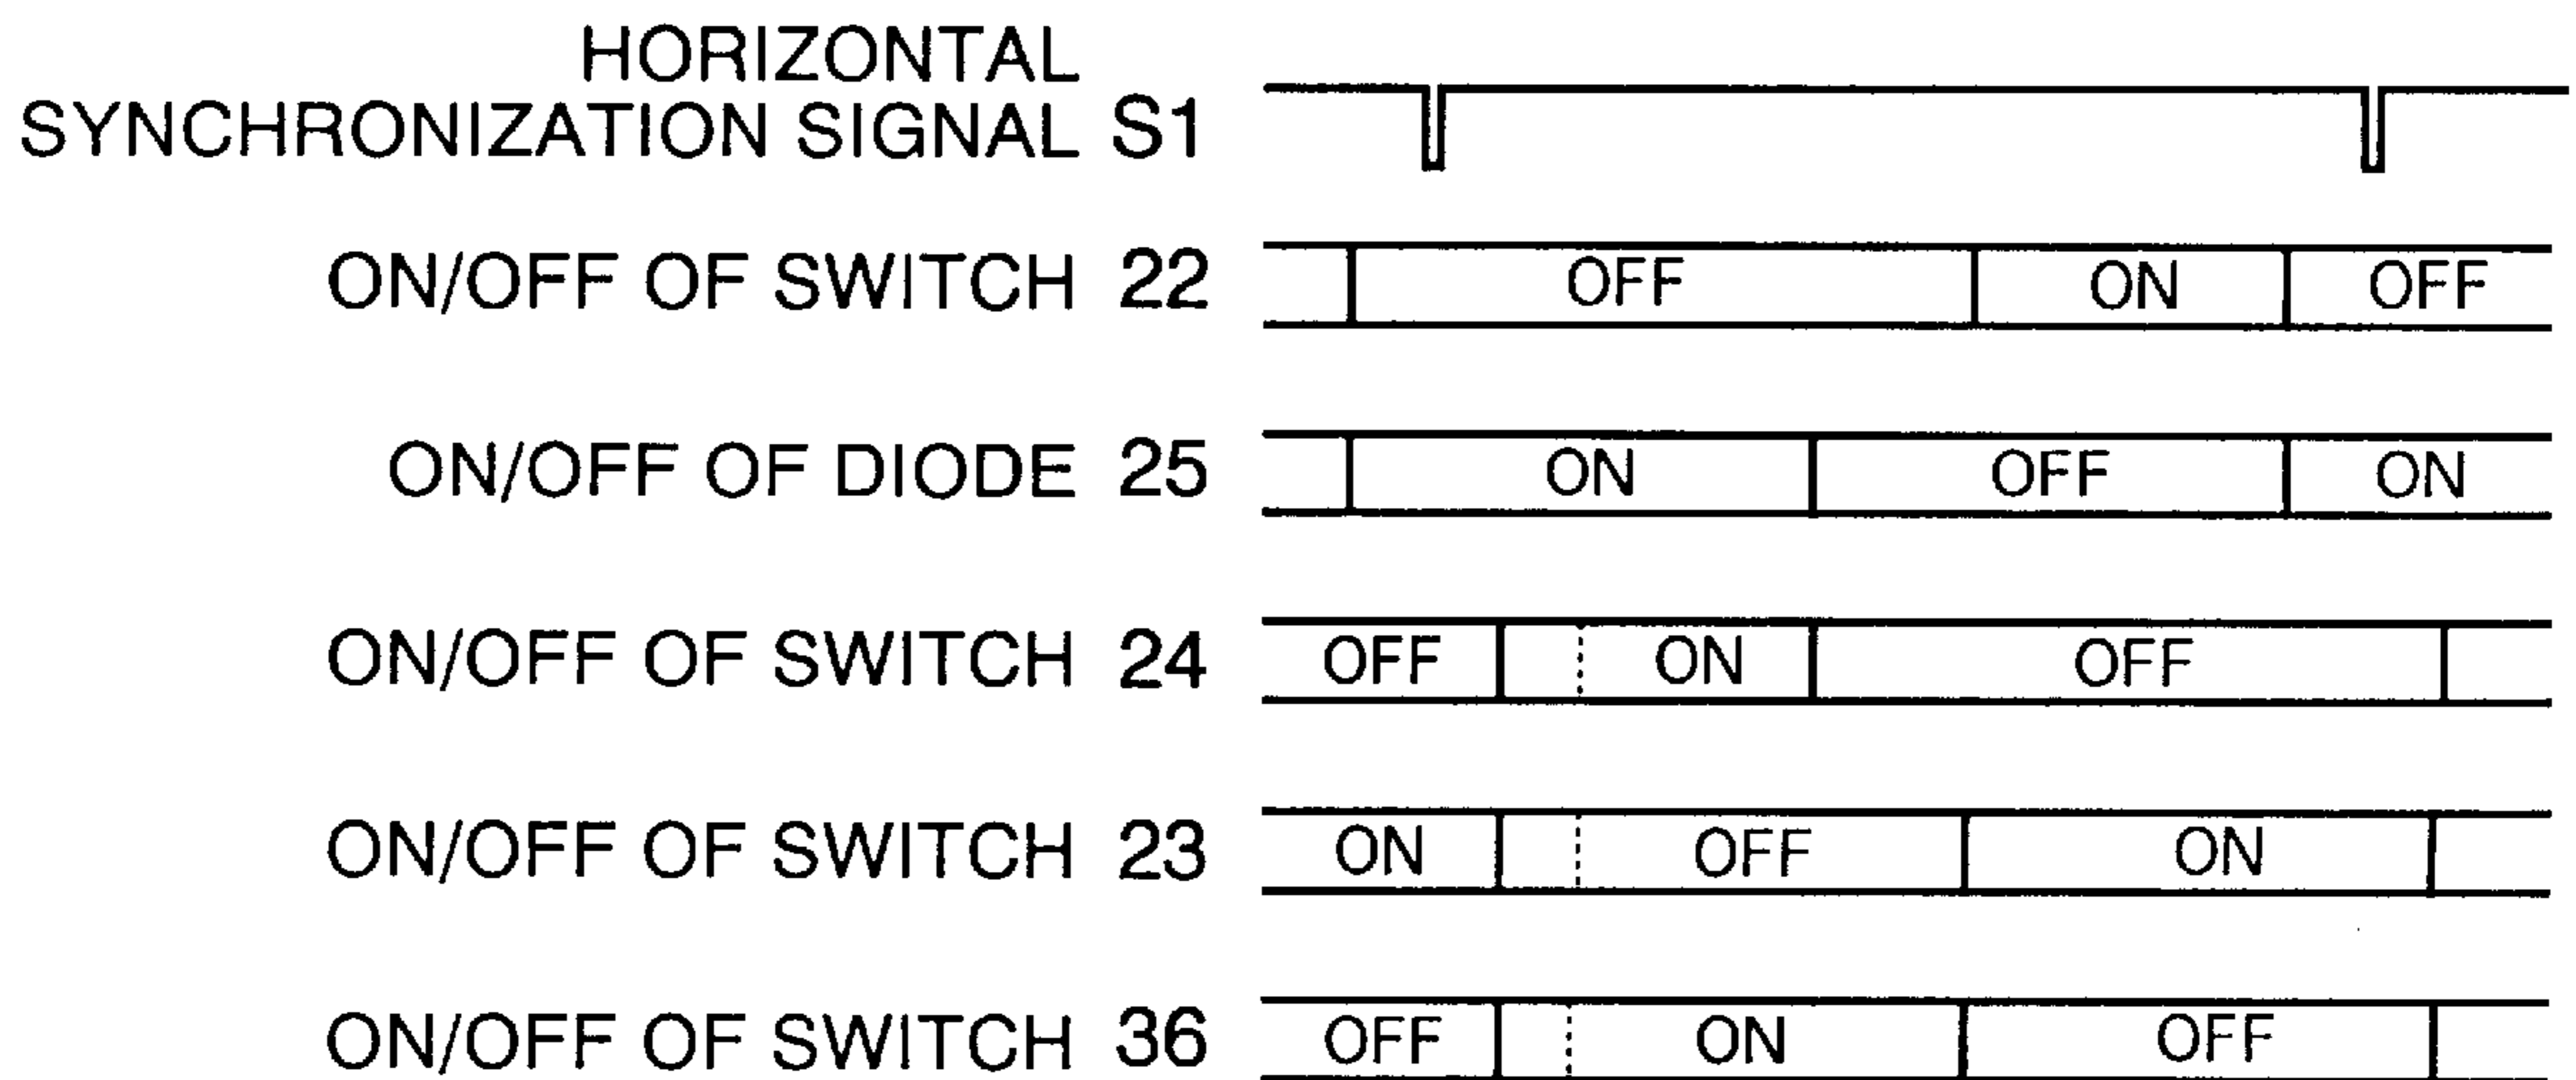 HORIZONTAL
SYNCHRONIZATION SIGNAL S1
ON/OFF OF SWITCH 22 OFF ON OFF
ON/OFF OF DIODE 25 ON OFF ON
ON/OFF OF SWITCH 24 OFF ON OFF
ON/OFF OF SWITCH 23 ON OFF ON
ON/OFF OF SWITCH 36 OFF ON OFF